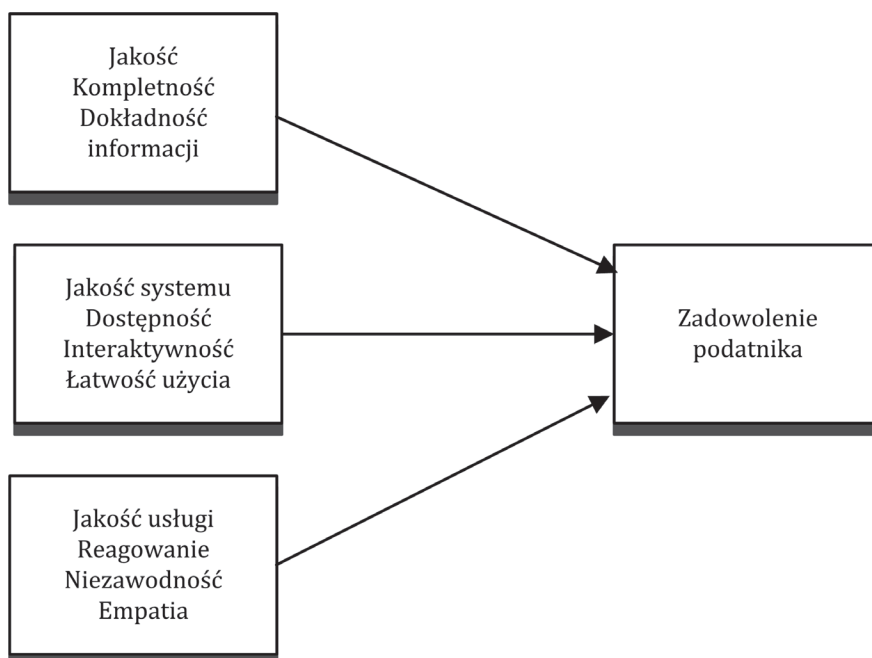 Jakość
Kompletność
Dokładność
informacji
Jakość systemu
Dostępność
Interaktywność
Łatwość użycia
Zadowolenie
podatnika
Jakość usługi
Reagowanie
Niezawodność
Empatia